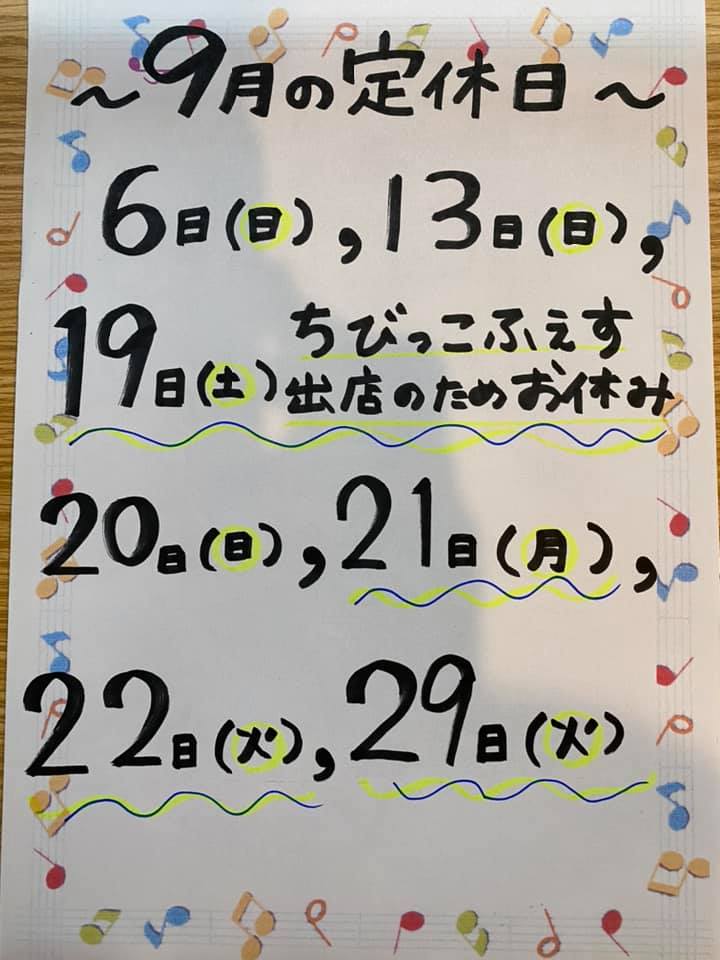 ～9月の定休日～
6日(日),13日(日),
19日(土)ちびっこふぇす
出店のためお休み
20日(日),21日(月),
22日(火),29日(火)